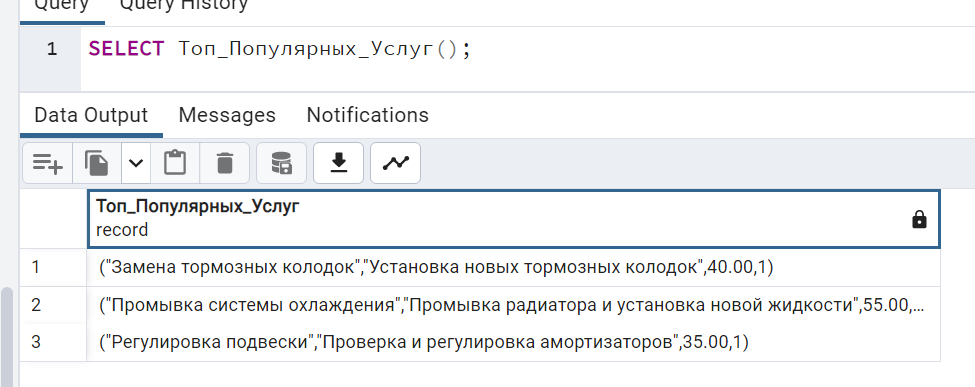 Query Query History
1 SELECT Топ_Популярных_Услуг();
Data Output Messages Notifications
Топ_Популярных_Услуг
record
1 ("Замена тормозных колодок","Установка новых тормозных колодок",40.00,1)
2 ("Промывка системы охлаждения","Промывка радиатора и установка новой жидкости",55.00,...
3 ("Регулировка подвески","Проверка и регулировка амортизаторов",35.00,1)